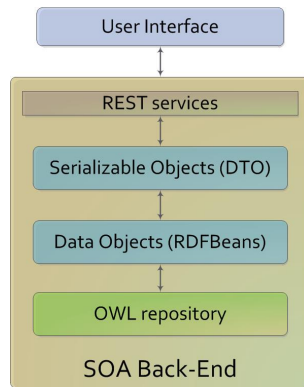 User Interface
REST services
Serializable Objects (DTO)
Data Objects (RDFBeans)
OWL repository
SOA Back-End